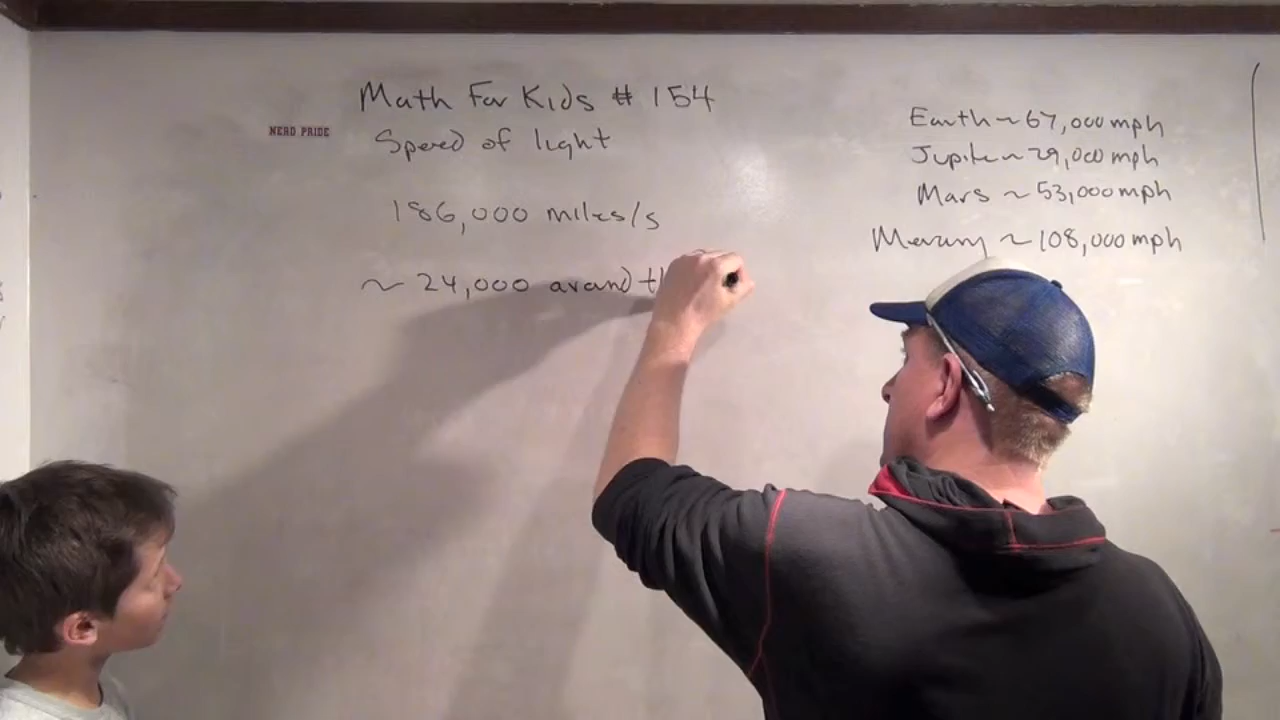 Math For Kids # 154
NERD PRIDE
Speed of light
186,000 miles/s
~ 24,000 around
Earth ~ 67,000 mph
Jupiter ~ 29,000 mph
Mars ~ 53,000 mph
Mercury ~ 108,000 mph